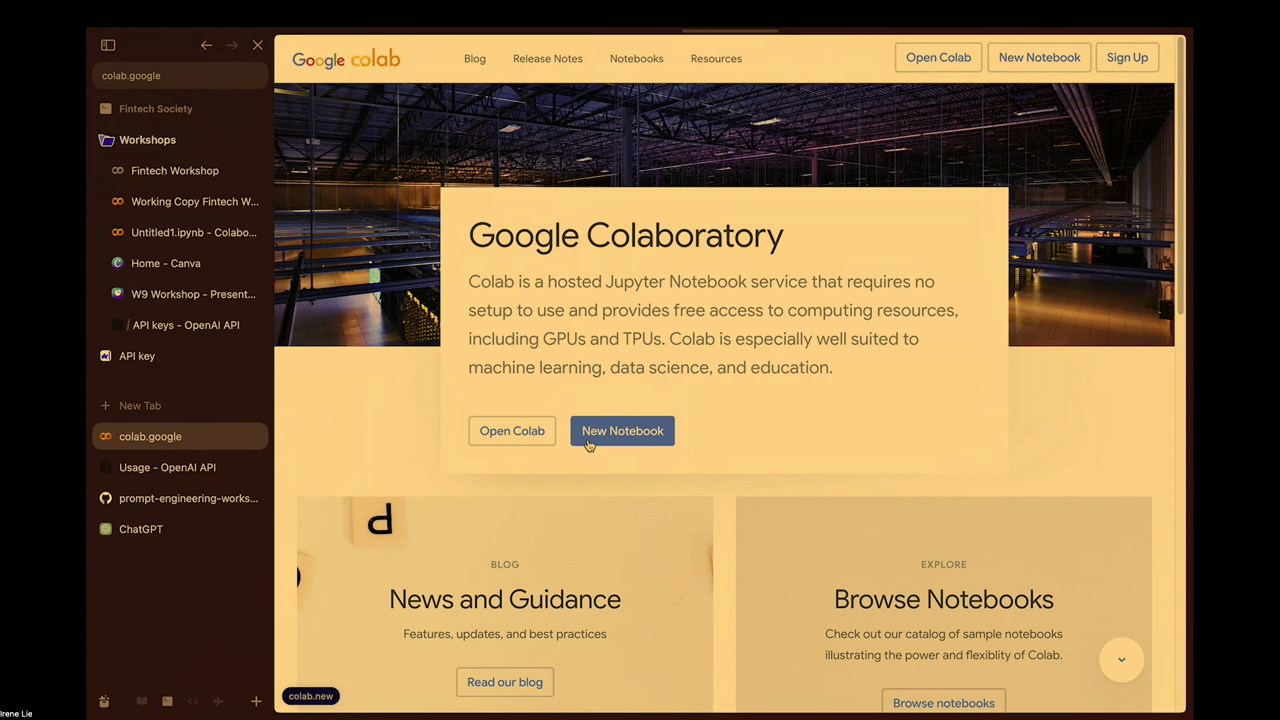 colab.google
Fintech Society
Workshops
Fintech Workshop
Working Copy Fintech W...
Untitled1.ipynb - Colabo...
Home - Canva
W9 Workshop - Present...
/ API keys - OpenAI API
API key
New Tab
colab.google
Usage - OpenAI API
prompt-engineering-works...
ChatGPT
Google colab
Blog
Release Notes
Notebooks
Resources
Open Colab
New Notebook
Sign Up
Google Colaboratory
Colab is a hosted Jupyter Notebook service that requires no
setup to use and provides free access to computing resources,
including GPUs and TPUs. Colab is especially well suited to
machine learning, data science, and education.
Open Colab
New Notebook
d
BLOG
News and Guidance
Features, updates, and best practices
Read our blog
EXPLORE
Browse Notebooks
Check out our catalog of sample notebooks
illustrating the power and flexiblity of Colab.
Browse notebooks
colab.new
Irene Lie